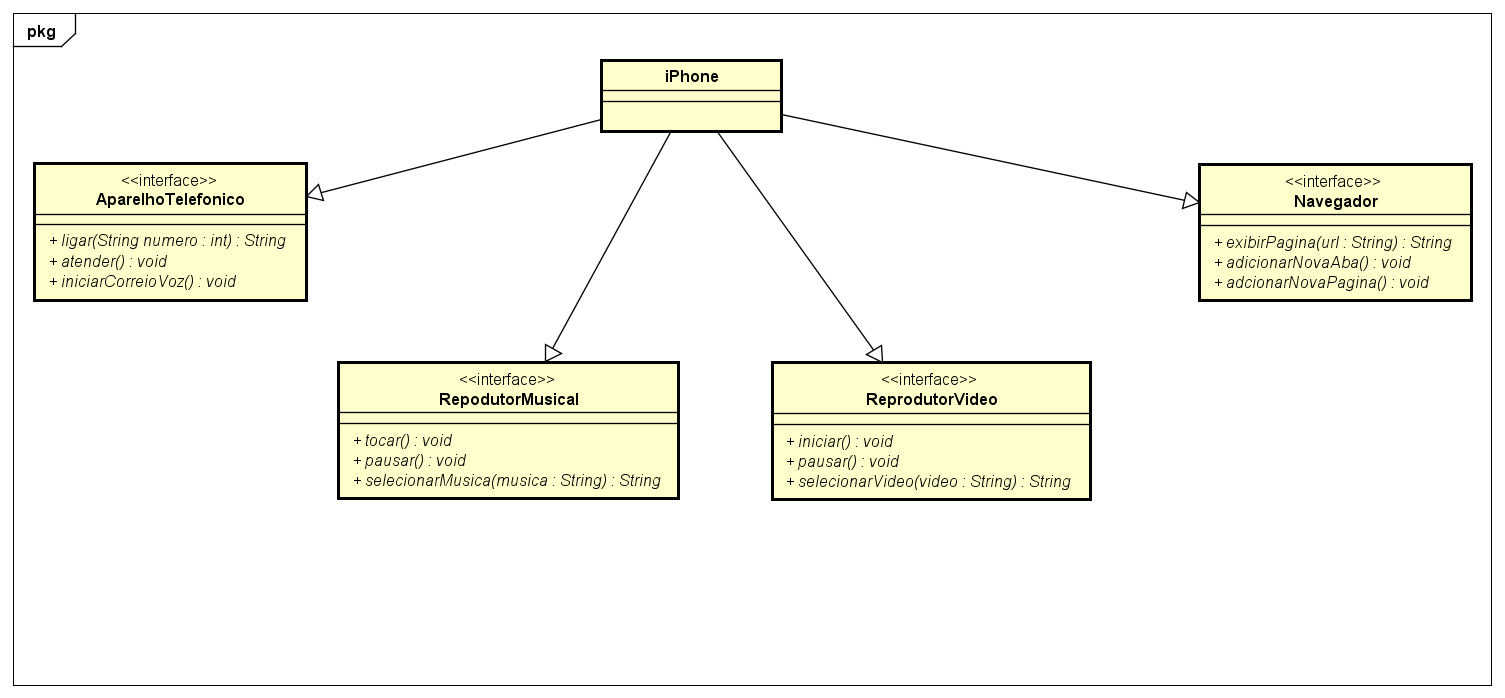 pkg
iPhone
<<interface>>
AparelhoTelefonico
+ ligar(String numero : int) : String
+ atender() : void
+ iniciarCorreioVoz() : void
<<interface>>
Navegador
+ exibirPagina(url : String) : String
+ adicionarNovaAba() : void
+ adcionarNovaPagina() : void
<<interface>>
RepodutorMusical
+ tocar() : void
+ pausar() : void
+ selecionarMusica(musica : String) : String
<<interface>>
ReprodutorVideo
+ iniciar() : void
+ pausar() : void
+ selecionarVideo(video : String) : String